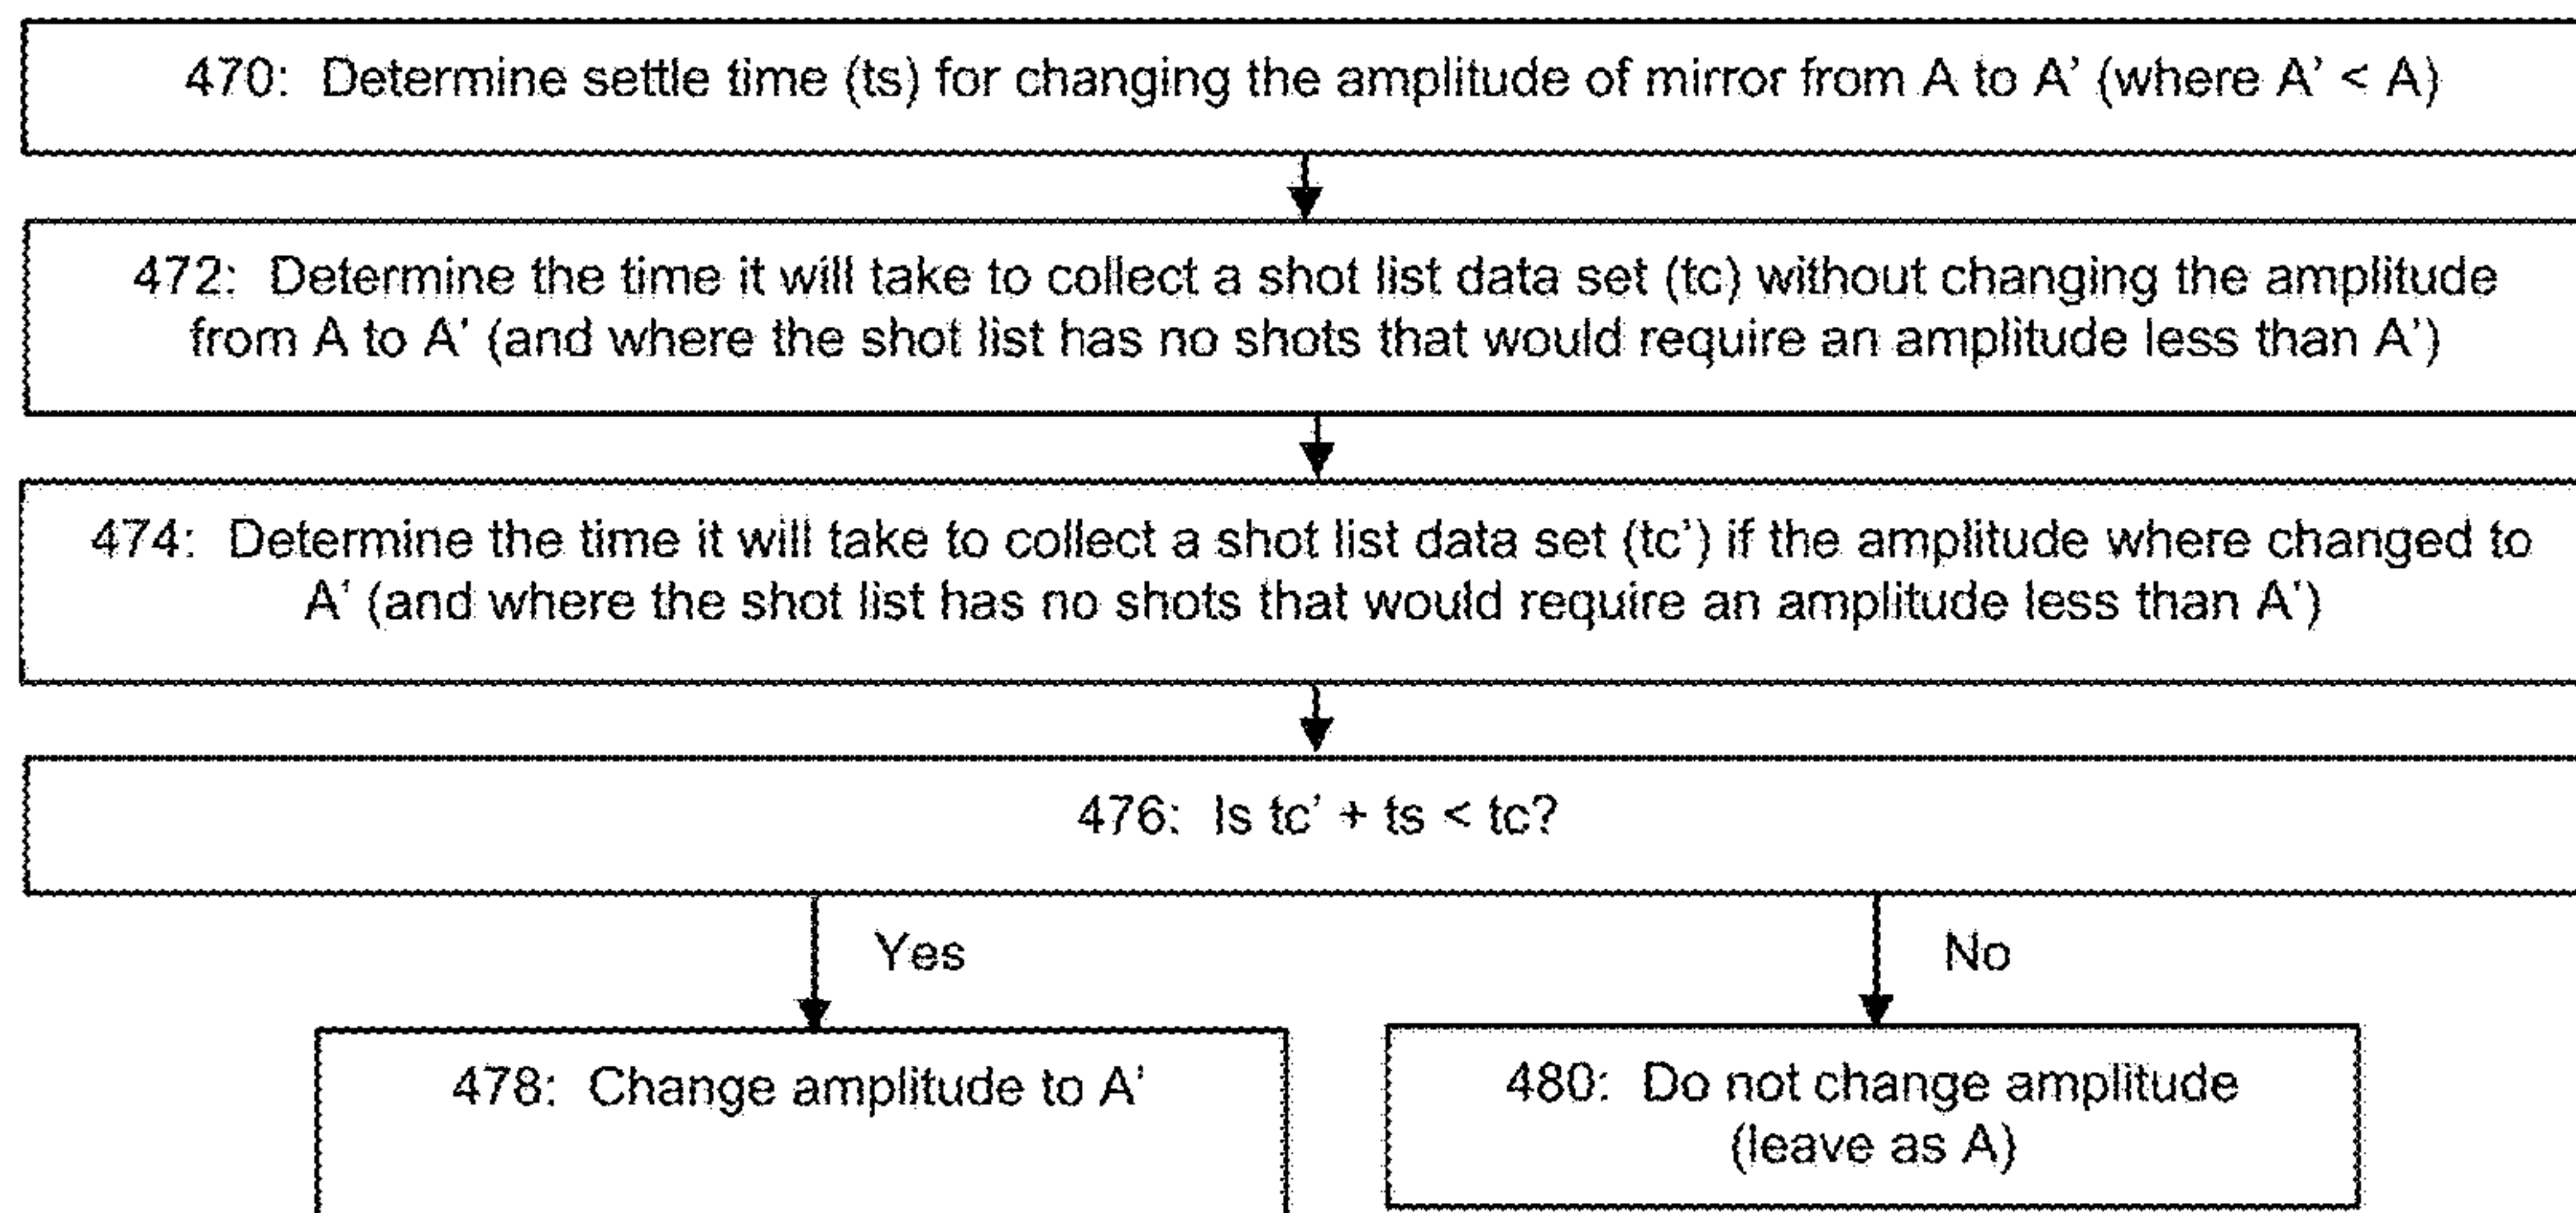 470: Determine settle time (ts) for changing the amplitude of mirror from A to A' (where A' < A)
472: Determine the time it will take to collect a shot list data set (tc) without changing the amplitude
from A to A' (and where the shot list has no shots that would require an amplitude less than A')
474: Determine the time it will take to collect a shot list data set (tc') if the amplitude where changed to
A' (and where the shot list has no shots that would require an amplitude less than A')
476: Is tc' + ts < tc?
Yes
No
478: Change amplitude to A'
480: Do not change amplitude
(leave as A)